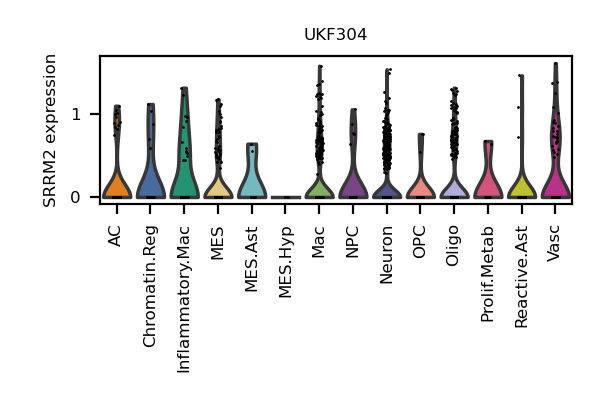 UKF304
SRRM2 expression
1
0
AC
Chromatin.Reg
Inflammatory.Mac
MES
MES.Ast
MES.Hyp
Mac
NPC
Neuron
OPC
Oligo
Prolif.Metab
Reactive.Ast
Vasc